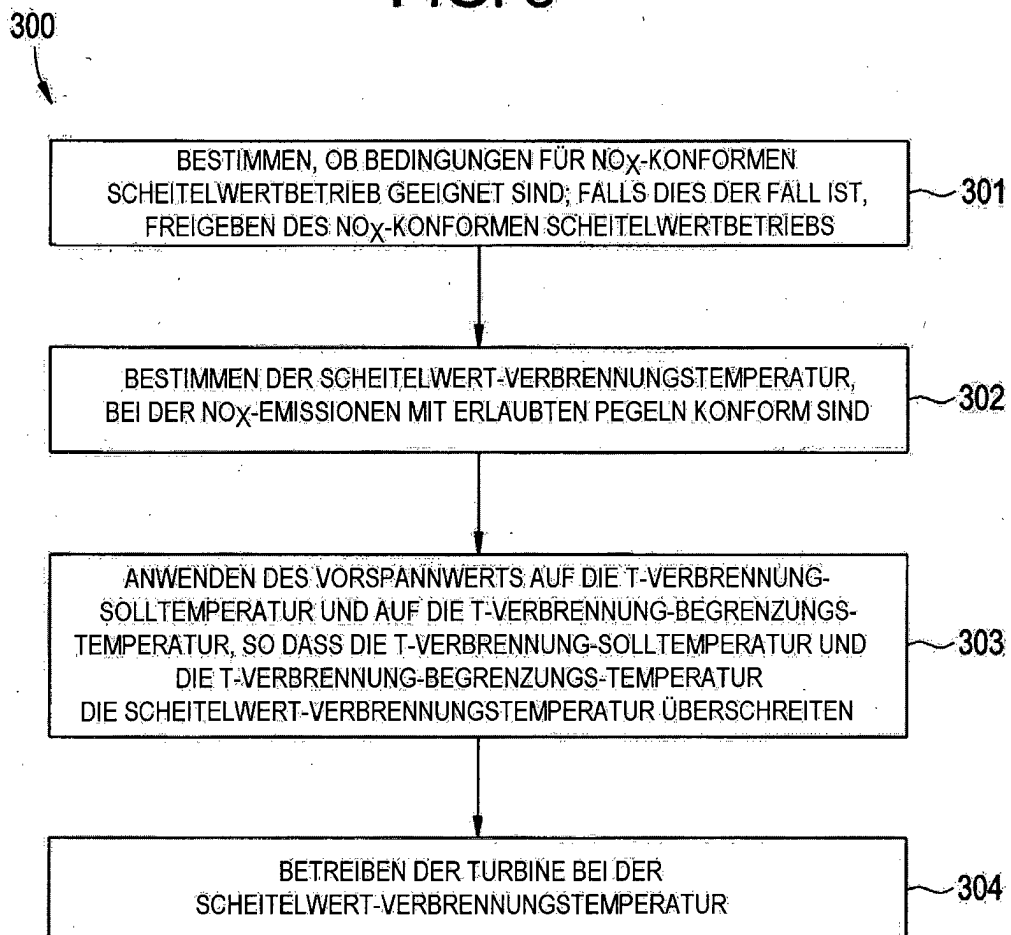 300
BESTIMMEN, OB BEDINGUNGEN FÜR NOX-KONFORMEN
SCHEITELWERTBETRIEB GEEIGNET SIND; FALLS DIES DER FALL IST,
FREIGEBEN DES NOX-KONFORMEN SCHEITELWERTBETRIEBS
301
BESTIMMEN DER SCHEITELWERT-VERBRENNUNGSTEMPERATUR,
BEI DER NOX-EMISSIONEN MIT ERLAUBTEN PEGELN KONFORM SIND
302
ANWENDEN DES VORSPANNWERTS AUF DIE T-VERBRENNUNG-
SOLLTEMPERATUR UND AUF DIE T-VERBRENNUNG-BEGRENZUNGS-
TEMPERATUR, SO DASS DIE T-VERBRENNUNG-SOLLTEMPERATUR UND
DIE T-VERBRENNUNG-BEGRENZUNGS-TEMPERATUR
DIE SCHEITELWERT-VERBRENNUNGSTEMPERATUR ÜBERSCHREITEN
303
BETREIBEN DER TURBINE BEI DER
SCHEITELWERT-VERBRENNUNGSTEMPERATUR
304